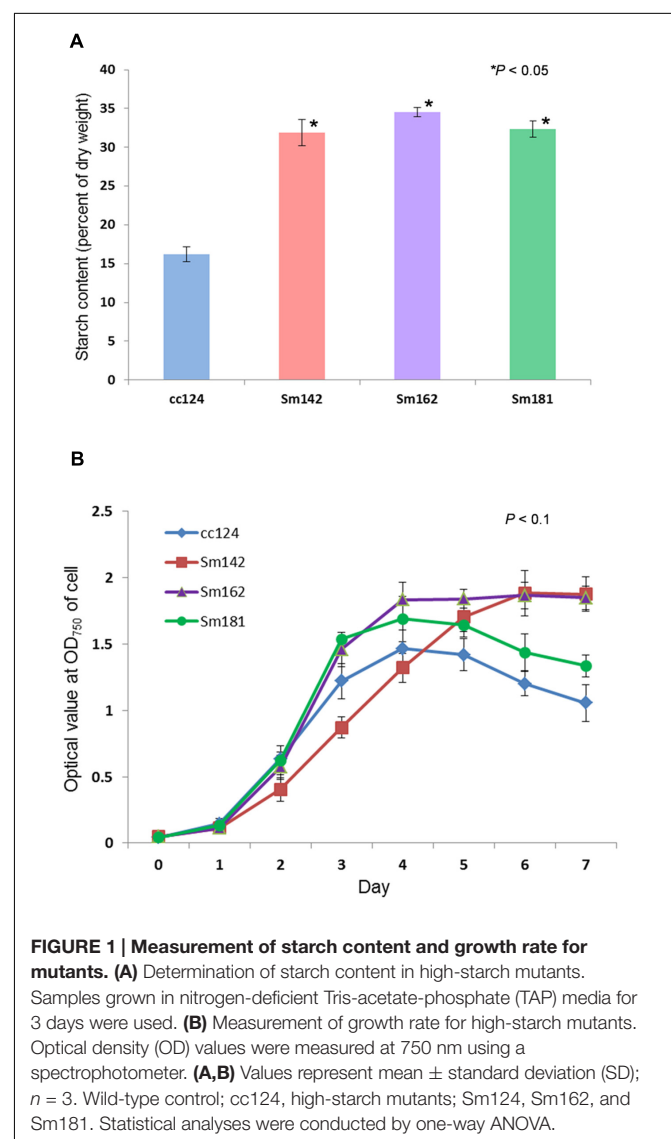 A
*P < 0.05
Starch content (percent of dry weight)
40
35
30
25
20
15
10
5
0
*
*
*
cc124
Sm142
Sm162
Sm181
B
P < 0.1
Optical value at OD750 of cell
2.5
2
1.5
1
0.5
0
cc124
Sm142
Sm162
Sm181
0 1 2 3 4 5 6 7
Day
FIGURE 1 | Measurement of starch content and growth rate for
mutants. (A) Determination of starch content in high-starch mutants.
Samples grown in nitrogen-deficient Tris-acetate-phosphate (TAP) media for
3 days were used. (B) Measurement of growth rate for high-starch mutants.
Optical density (OD) values were measured at 750 nm using a
spectrophotometer. (A,B) Values represent mean ± standard deviation (SD);
n = 3. Wild-type control; cc124, high-starch mutants; Sm124, Sm162, and
Sm181. Statistical analyses were conducted by one-way ANOVA.